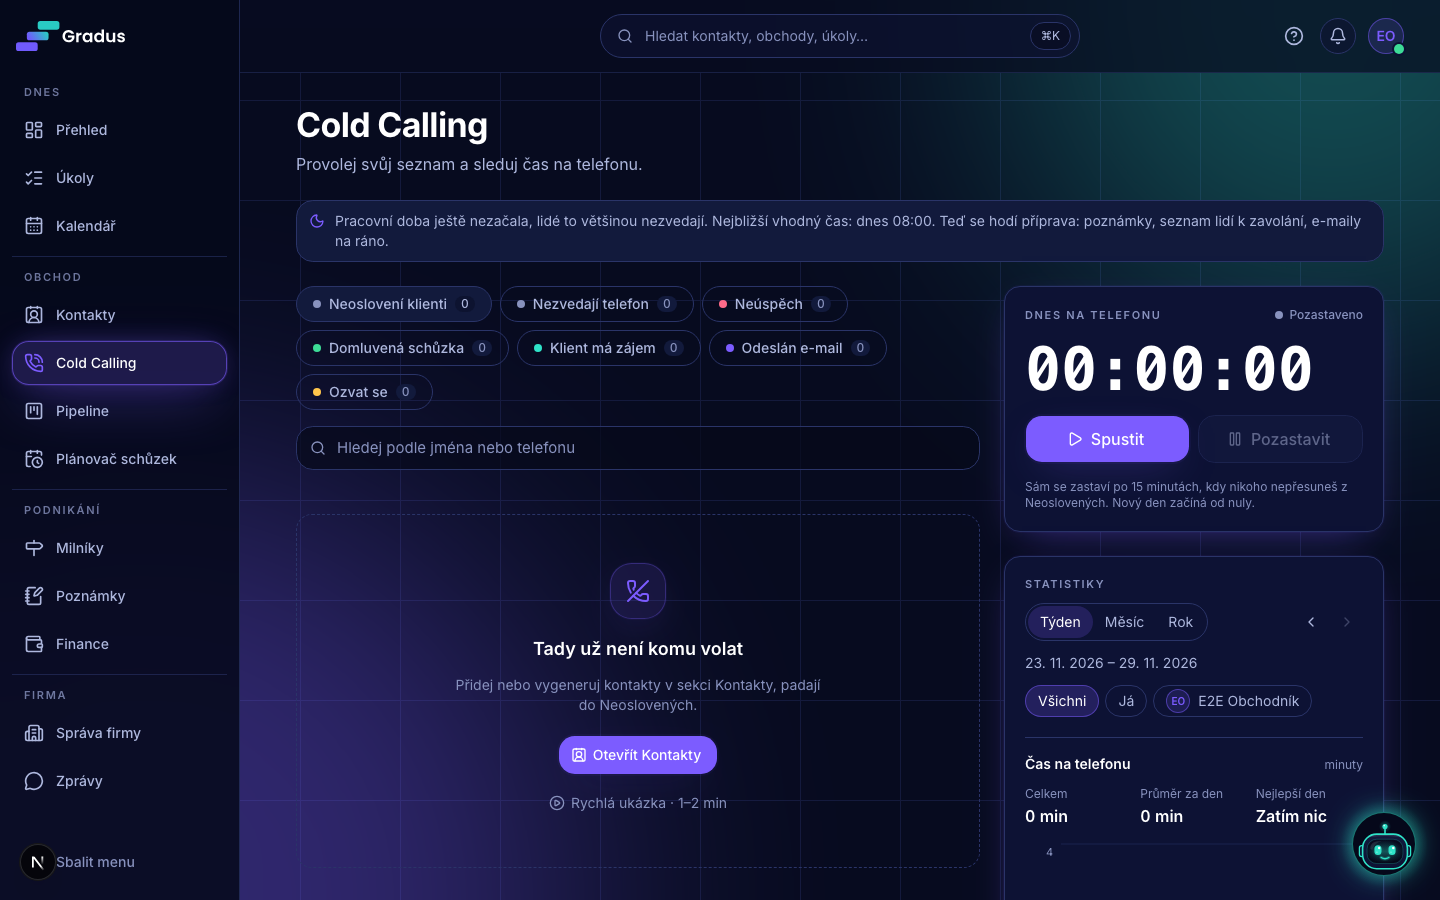 Gradus
Hledat kontakty, obchody, úkoly...
⌘K
EO
DNES
Přehled
Úkoly
Kalendář
OBCHOD
Kontakty
Cold Calling
Pipeline
Plánovač schůzek
PODNIKÁNÍ
Milníky
Poznámky
Finance
FIRMA
Správa firmy
Zprávy
N
Sbalit menu
Cold Calling
Provolej svůj seznam a sleduj čas na telefonu.
Pracovní doba ještě nezačala, lidé to většinou nezvedají. Nejbližší vhodný čas: dnes 08:00. Teď se hodí příprava: poznámky, seznam lidí k zavolání, e-maily
na ráno.
Neoslovení klienti 0
Nezvedají telefon 0
Neúspěch 0
Domluvená schůzka 0
Klient má zájem 0
Odeslán e-mail 0
Ozvat se 0
Hledej podle jména nebo telefonu
Tady už není komu volat
Přidej nebo vygeneruj kontakty v sekci Kontakty, padají
do Neoslovených.
Otevřít Kontakty
Rychlá ukázka · 1–2 min
DNES NA TELEFONU
Pozastaveno
00:00:00
Spustit
Pozastavit
Sám se zastaví po 15 minutách, kdy nikoho nepřesuneš z
Neoslovených. Nový den začíná od nuly.
STATISTIKY
Týden
Měsíc
Rok
23. 11. 2026 – 29. 11. 2026
Všichni
Já
EO E2E Obchodník
Čas na telefonu
minuty
Celkem
Průměr za den
Nejlepší den
0 min
0 min
Zatím nic
4